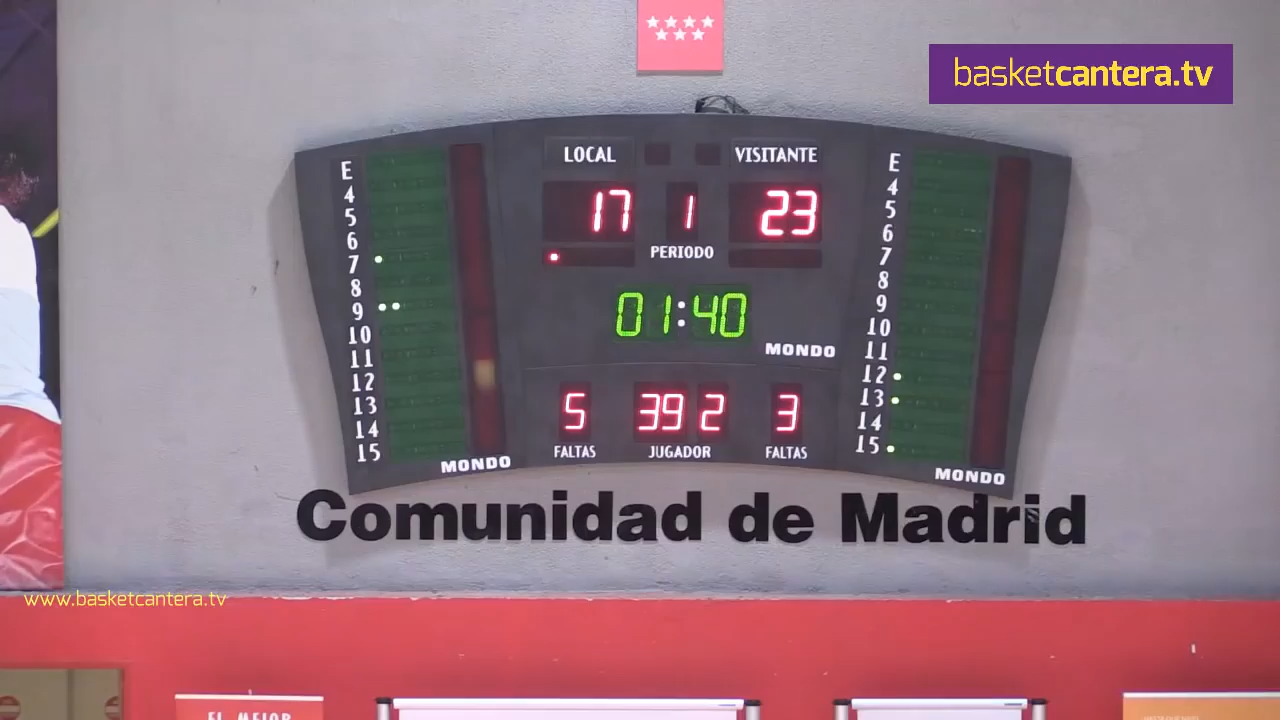 basketcantera.tv
LOCAL VISITANTE
17 1 23
PERIODO
01:40
MONDO
5 39 2 3
FALTAS JUGADOR FALTAS
E
4
5
6
7
8
9
10
11
12
13
14
15
MONDO
E
4
5
6
7
8
9
10
11
12
13
14
15
MONDO
Comunidad de Madrid
www.basketcantera.tv
EL MEJOR